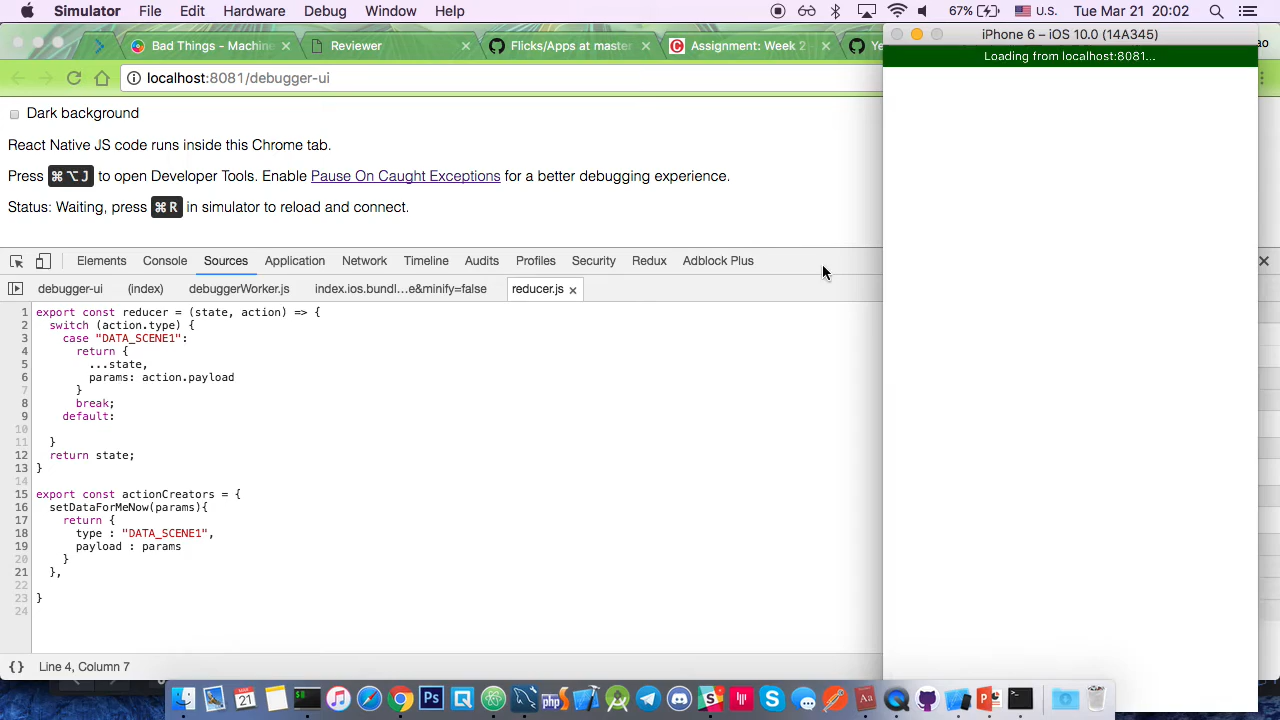 Simulator File Edit Hardware Debug Window Help 67% U.S. Tue Mar 21 20:02
Bad Things - Machine
Reviewer
Flicks/Apps at master
Assignment: Week 2
Ye
ao
iPhone 6 – iOS 10.0 (14A345)
localhost:8081/debugger-ui
Loading from localhost:8081...
Dark background
React Native JS code runs inside this Chrome tab.
Press ⌘⌥J to open Developer Tools. Enable Pause On Caught Exceptions for a better debugging experience.
Status: Waiting, press ⌘R in simulator to reload and connect.
Elements Console Sources Application Network Timeline Audits Profiles Security Redux Adblock Plus
debugger-ui (index) debuggerWorker.js index.ios.bundl...e&minify=false reducer.js
1 export const reducer = (state, action) => {
2 switch (action.type) {
3 case "DATA_SCENE1":
4 return {
5 ...state,
6 params: action.payload
7 }
8 break;
9 default:
10
11 }
12 return state;
13 }
14
15 export const actionCreators = {
16 setDataForMeNow(params){
17 return {
18 type : "DATA_SCENE1",
19 payload : params
20 }
21 },
22
23 }
24
{} Line 4, Column 7